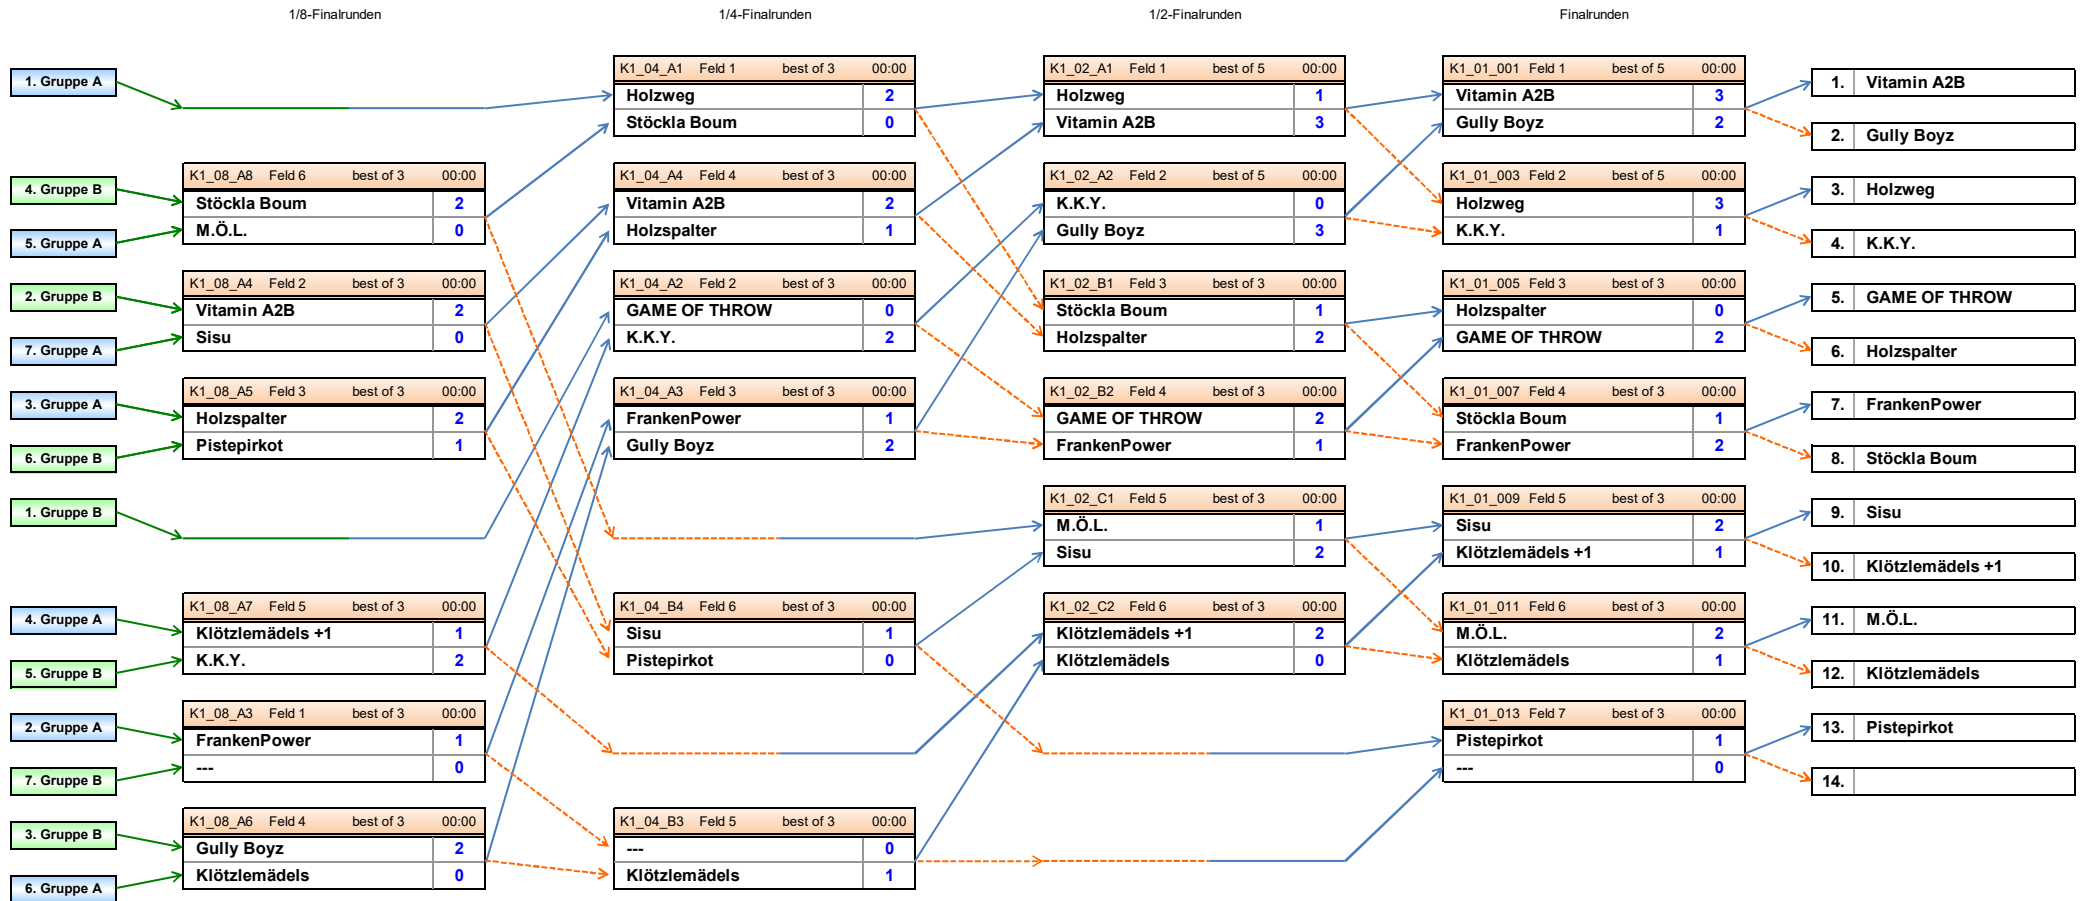 1/8-Finalrunden 1/4-Finalrunden 1/2-Finalrunden Finalrunden
1. Gruppe A
4. Gruppe B
5. Gruppe A
2. Gruppe B
7. Gruppe A
3. Gruppe A
6. Gruppe B
1. Gruppe B
4. Gruppe A
5. Gruppe B
2. Gruppe A
7. Gruppe B
3. Gruppe B
6. Gruppe A
K1_08_A8 Feld 6 best of 3 00:00
Stöckla Boum 2
M.Ö.L. 0
K1_08_A4 Feld 2 best of 3 00:00
Vitamin A2B 2
Sisu 0
K1_08_A5 Feld 3 best of 3 00:00
Holzspalter 2
Pistepirkot 1
K1_08_A7 Feld 5 best of 3 00:00
Klötzlemädels +1 1
K.K.Y. 2
K1_08_A3 Feld 1 best of 3 00:00
FrankenPower 1
--- 0
K1_08_A6 Feld 4 best of 3 00:00
Gully Boyz 2
Klötzlemädels 0
K1_04_A1 Feld 1 best of 3 00:00
Holzweg 2
Stöckla Boum 0
K1_04_A4 Feld 4 best of 3 00:00
Vitamin A2B 2
Holzspalter 1
K1_04_A2 Feld 2 best of 3 00:00
GAME OF THROW 0
K.K.Y. 2
K1_04_A3 Feld 3 best of 3 00:00
FrankenPower 1
Gully Boyz 2
K1_04_B4 Feld 6 best of 3 00:00
Sisu 1
Pistepirkot 0
K1_04_B3 Feld 5 best of 3 00:00
--- 0
Klötzlemädels 1
K1_02_A1 Feld 1 best of 5 00:00
Holzweg 1
Vitamin A2B 3
K1_02_A2 Feld 2 best of 5 00:00
K.K.Y. 0
Gully Boyz 3
K1_02_B1 Feld 3 best of 3 00:00
Stöckla Boum 1
Holzspalter 2
K1_02_B2 Feld 4 best of 3 00:00
GAME OF THROW 2
FrankenPower 1
K1_02_C1 Feld 5 best of 3 00:00
M.Ö.L. 1
Sisu 2
K1_02_C2 Feld 6 best of 3 00:00
Klötzlemädels +1 2
Klötzlemädels 0
K1_01_001 Feld 1 best of 5 00:00
Vitamin A2B 3
Gully Boyz 2
K1_01_003 Feld 2 best of 5 00:00
Holzweg 3
K.K.Y. 1
K1_01_005 Feld 3 best of 3 00:00
Holzspalter 0
GAME OF THROW 2
K1_01_007 Feld 4 best of 3 00:00
Stöckla Boum 1
FrankenPower 2
K1_01_009 Feld 5 best of 3 00:00
Sisu 2
Klötzlemädels +1 1
K1_01_011 Feld 6 best of 3 00:00
M.Ö.L. 2
Klötzlemädels 1
K1_01_013 Feld 7 best of 3 00:00
Pistepirkot 1
--- 0
1. Vitamin A2B
2. Gully Boyz
3. Holzweg
4. K.K.Y.
5. GAME OF THROW
6. Holzspalter
7. FrankenPower
8. Stöckla Boum
9. Sisu
10. Klötzlemädels +1
11. M.Ö.L.
12. Klötzlemädels
13. Pistepirkot
14.